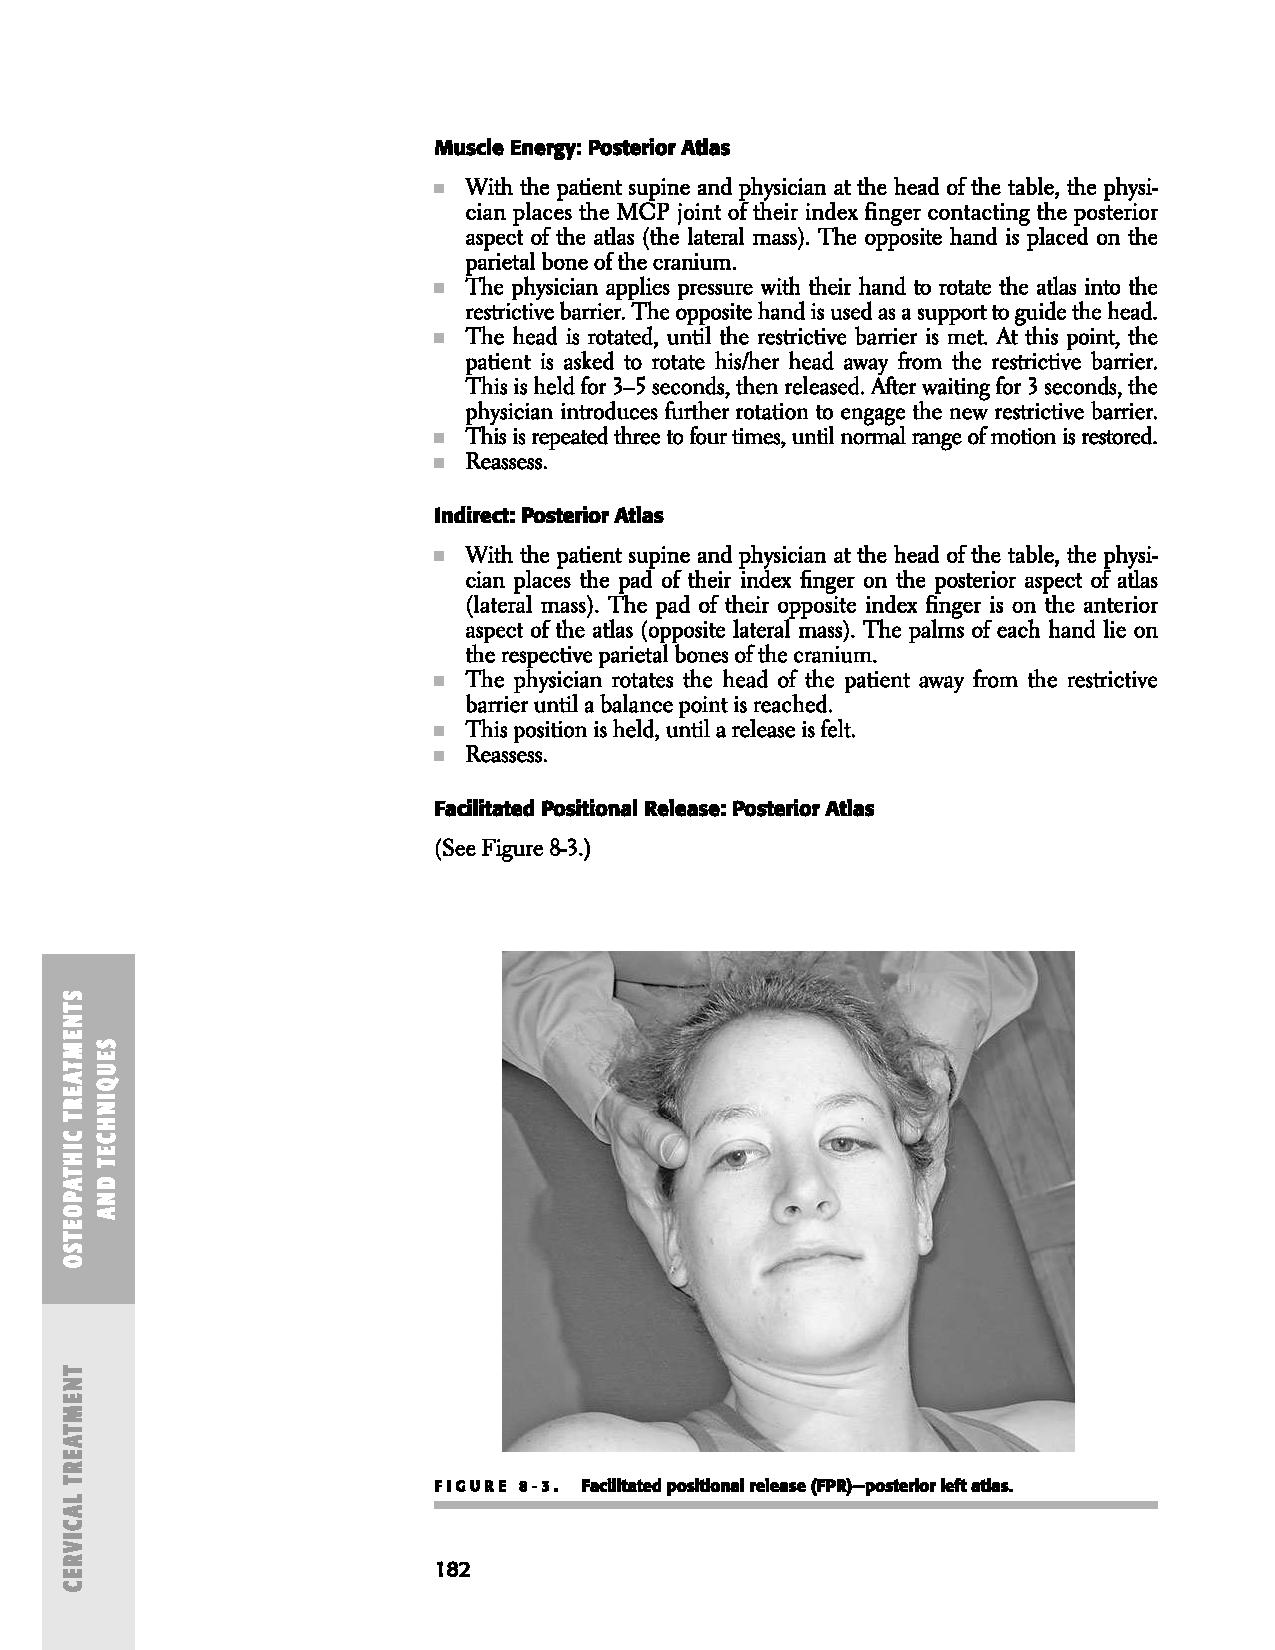 Muscle Energy: Posterior Atlas
■ With the patient supine and physician at the head of the table, the physi-
cian places the MCP joint of their index finger contacting the posterior
aspect of the atlas (the lateral mass). The opposite hand is placed on the
parietal bone of the cranium.
■ The physician applies pressure with their hand to rotate the atlas into the
restrictive barrier. The opposite hand is used as a support to guide the head.
■ The head is rotated, until the restrictive barrier is met. At this point, the
patient is asked to rotate his/her head away from the restrictive barrier.
This is held for 3–5 seconds, then released. After waiting for 3 seconds, the
physician introduces further rotation to engage the new restrictive barrier.
■ This is repeated three to four times, until normal range of motion is restored.
■ Reassess.
Indirect: Posterior Atlas
■ With the patient supine and physician at the head of the table, the physi-
cian places the pad of their index finger on the posterior aspect of atlas
(lateral mass). The pad of their opposite index finger is on the anterior
aspect of the atlas (opposite lateral mass). The palms of each hand lie on
the respective parietal bones of the cranium.
■ The physician rotates the head of the patient away from the restrictive
barrier until a balance point is reached.
■ This position is held, until a release is felt.
■ Reassess.
Facilitated Positional Release: Posterior Atlas
(See Figure 8-3.)
OSTEOPATHIC TREATMENTS
AND TECHNIQUES
CERVICAL TREATMENT
FIGURE 8-3. Facilitated positional release (FPR)—posterior left atlas.
182